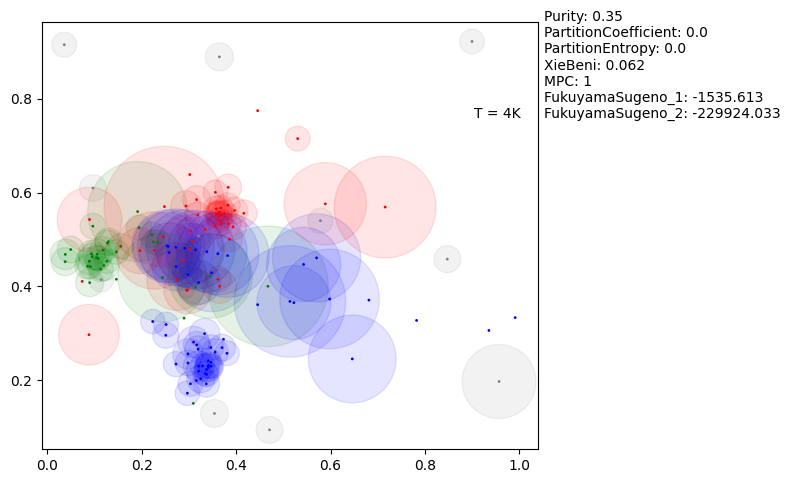 Purity: 0.35
PartitionCoefficient: 0.0
PartitionEntropy: 0.0
XieBeni: 0.062
MPC: 1
FukuyamaSugeno_1: -1535.613
FukuyamaSugeno_2: -229924.033
T = 4K
0.8
0.6
0.4
0.2
0.0 0.2 0.4 0.6 0.8 1.0